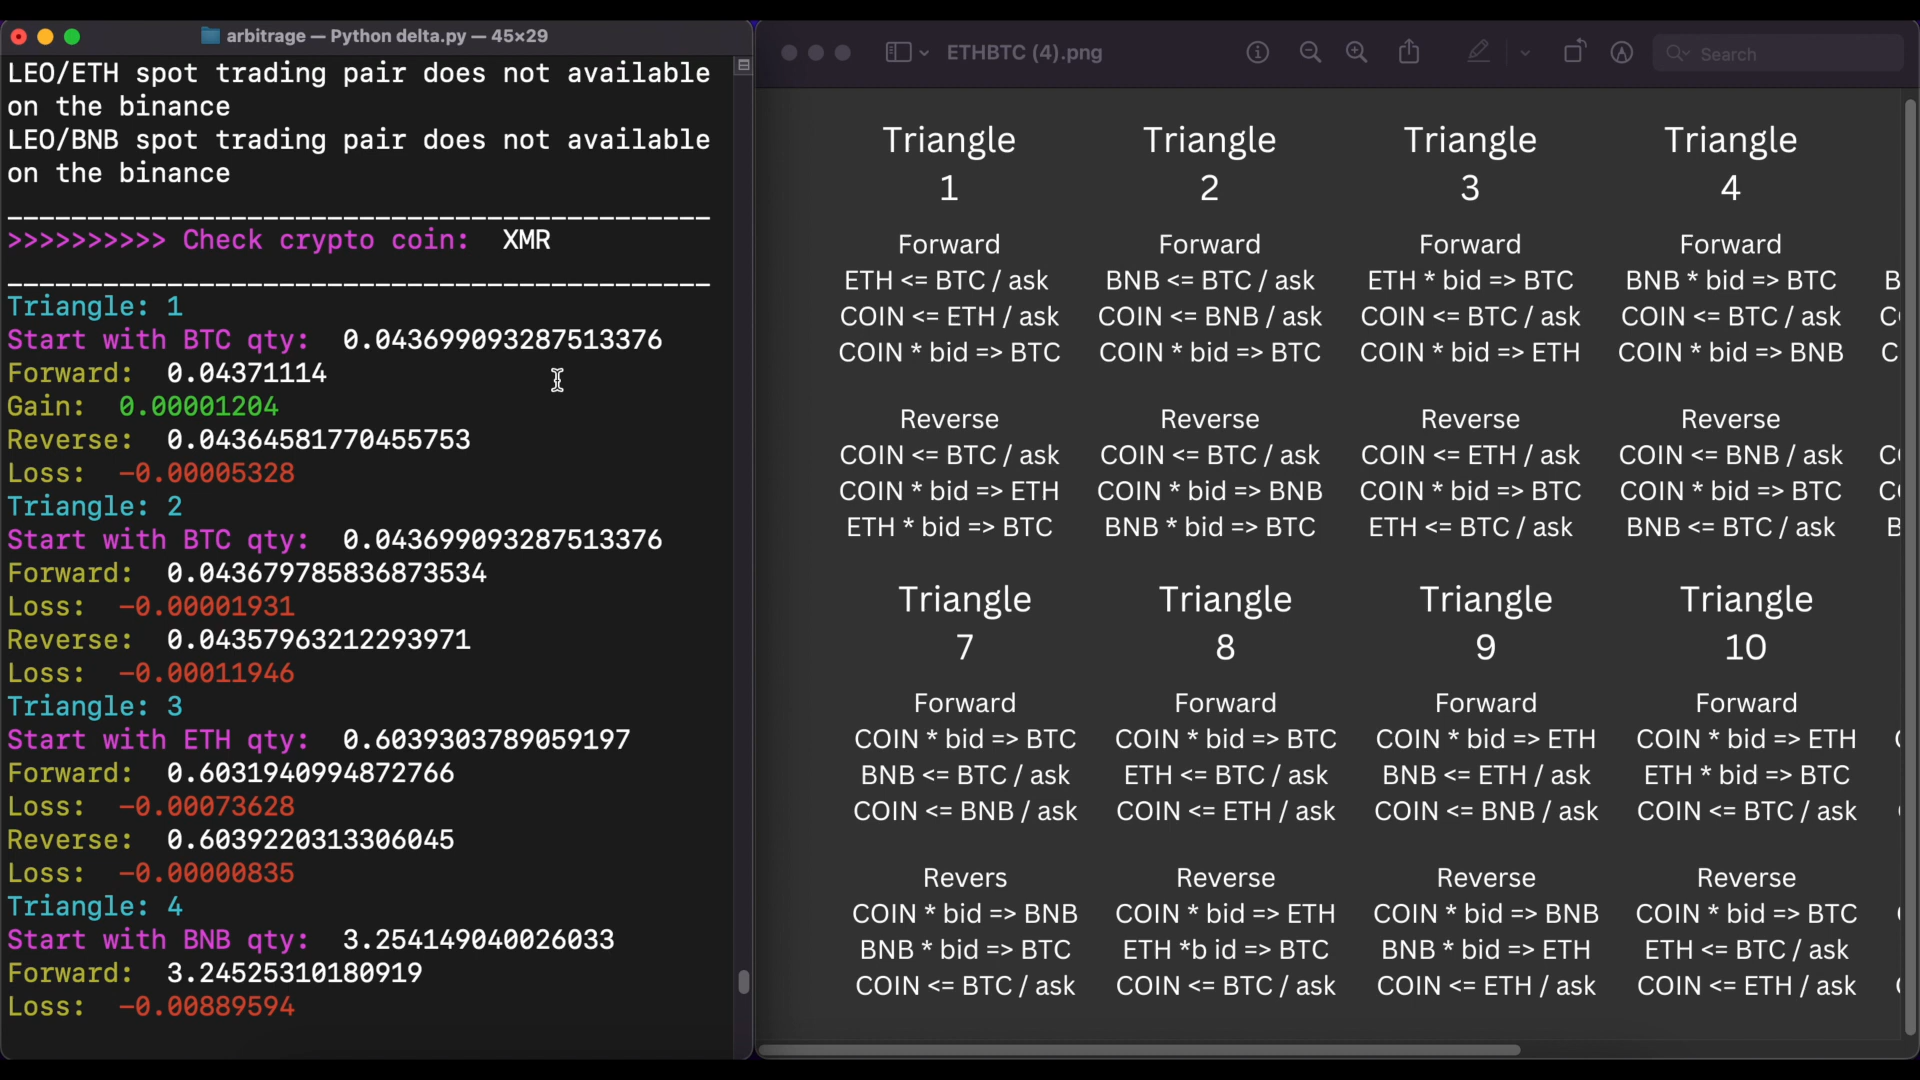 arbitrage — Python delta.py — 45×29
LEO/ETH spot trading pair does not available
on the binance
LEO/BNB spot trading pair does not available
on the binance
____________________________________________
>>>>>>>>>> Check crypto coin:  XMR
____________________________________________
Triangle: 1
Start with BTC qty:  0.043699093287513376
Forward:  0.04371114
Gain:  0.00001204
Reverse:  0.04364581770455753
Loss:  -0.00005328
Triangle: 2
Start with BTC qty:  0.043699093287513376
Forward:  0.043679785836873534
Loss:  -0.00001931
Reverse:  0.04357963212293971
Loss:  -0.00011946
Triangle: 3
Start with ETH qty:  0.6039303789059197
Forward:  0.6031940994872766
Loss:  -0.00073628
Reverse:  0.6039220313306045
Loss:  -0.00000835
Triangle: 4
Start with BNB qty:  3.254149040026033
Forward:  3.24525310180919
Loss:  -0.00889594
ETHBTC (4).png
Search
Triangle
1
Forward
ETH <= BTC / ask
COIN <= ETH / ask
COIN * bid => BTC
Reverse
COIN <= BTC / ask
COIN * bid => ETH
ETH * bid => BTC
Triangle
2
Forward
BNB <= BTC / ask
COIN <= BNB / ask
COIN * bid => BTC
Reverse
COIN <= BTC / ask
COIN * bid => BNB
BNB * bid => BTC
Triangle
3
Forward
ETH * bid => BTC
COIN <= BTC / ask
COIN * bid => ETH
Reverse
COIN <= ETH / ask
COIN * bid => BTC
ETH <= BTC / ask
Triangle
4
Forward
BNB * bid => BTC
COIN <= BTC / ask
COIN * bid => BNB
Reverse
COIN <= BNB / ask
COIN * bid => BTC
BNB <= BTC / ask
Triangle
7
Forward
COIN * bid => BTC
BNB <= BTC / ask
COIN <= BNB / ask
Revers
COIN * bid => BNB
BNB * bid => BTC
COIN <= BTC / ask
Triangle
8
Forward
COIN * bid => BTC
ETH <= BTC / ask
COIN <= ETH / ask
Reverse
COIN * bid => ETH
ETH *b id => BTC
COIN <= BTC / ask
Triangle
9
Forward
COIN * bid => ETH
BNB <= ETH / ask
COIN <= BNB / ask
Reverse
COIN * bid => BNB
BNB * bid => ETH
COIN <= ETH / ask
Triangle
10
Forward
COIN * bid => ETH
ETH * bid => BTC
COIN <= BTC / ask
Reverse
COIN * bid => BTC
ETH <= BTC / ask
COIN <= ETH / ask